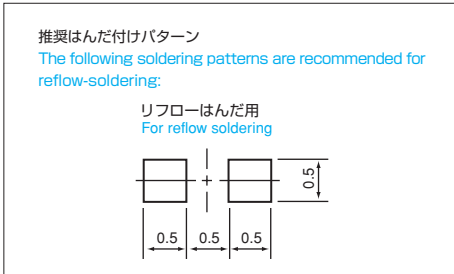 推奨はんだ付けパターン
The following soldering patterns are recommended for
reflow-soldering:
リフローはんだ用
For reflow soldering
0.5
0.5 0.5 0.5